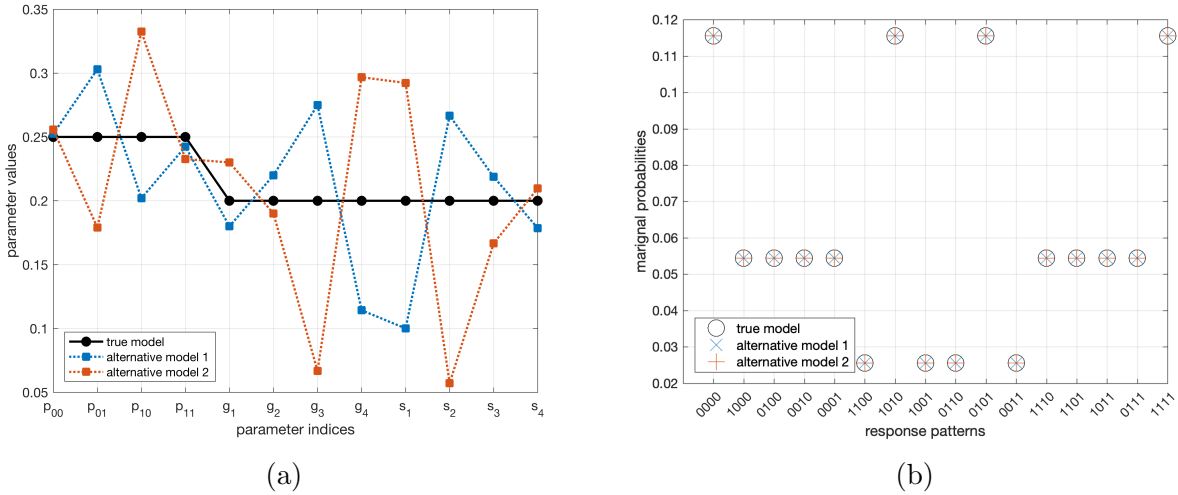 0.35
0.3
0.25
0.2
0.15
0.1
0.05
parameter values
true model
alternative model 1
alternative model 2
p00 p01 p10 p11 g1 g2 g3 g4 s1 s2 s3 s4
parameter indices
(a)
0.12
0.11
0.1
0.09
0.08
0.07
0.06
0.05
0.04
0.03
0.02
marignal probabilities
true model
alternative model 1
alternative model 2
0000 1000 0100 0010 0001 1100 1010 1001 0110 0101 0011 1110 1101 1011 0111 1111
response patterns
(b)